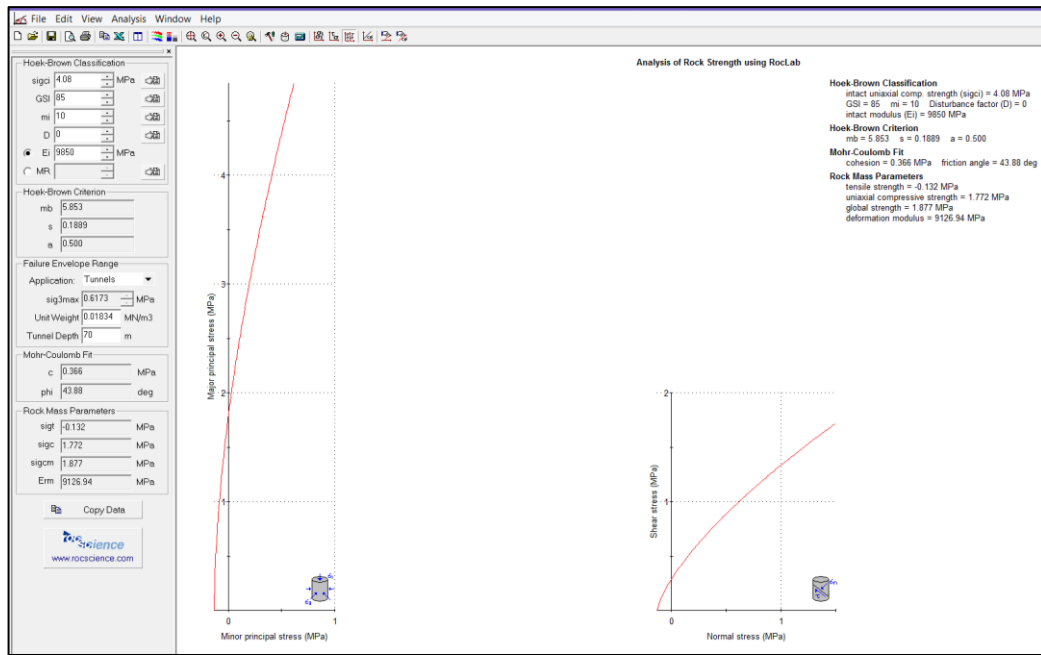 File Edit View Analysis Window Help
Hoek-Brown Classification
sigci 4.08 MPa
GSI 85
mi 10
D 0
Ei 9850 MPa
MR
Hoek-Brown Criterion
mb 5.853
s 0.1889
a 0.500
Failure Envelope Range
Application: Tunnels
sig3max 0.6173 MPa
Unit Weight 0.01834 MN/m3
Tunnel Depth 70 m
Mohr-Coulomb Fit
c 0.366 MPa
phi 43.88 deg
Rock Mass Parameters
sigt -0.132 MPa
sigc 1.772 MPa
sigcm 1.877 MPa
Erm 9126.94 MPa
Copy Data
rocscience
www.rocscience.com
Major principal stress (MPa)
4
3
2
1
0 1
Minor principal stress (MPa)
Analysis of Rock Strength using RocLab
Hoek-Brown Classification
intact uniaxial comp. strength (sigci) = 4.08 MPa
GSI = 85 mi = 10 Disturbance factor (D) = 0
intact modulus (Ei) = 9850 MPa
Hoek-Brown Criterion
mb = 5.853 s = 0.1889 a = 0.500
Mohr-Coulomb Fit
cohesion = 0.366 MPa friction angle = 43.88 deg
Rock Mass Parameters
tensile strength = -0.132 MPa
uniaxial compressive strength = 1.772 MPa
global strength = 1.877 MPa
deformation modulus = 9126.94 MPa
Shear stress (MPa)
2
1
0 1
Normal stress (MPa)